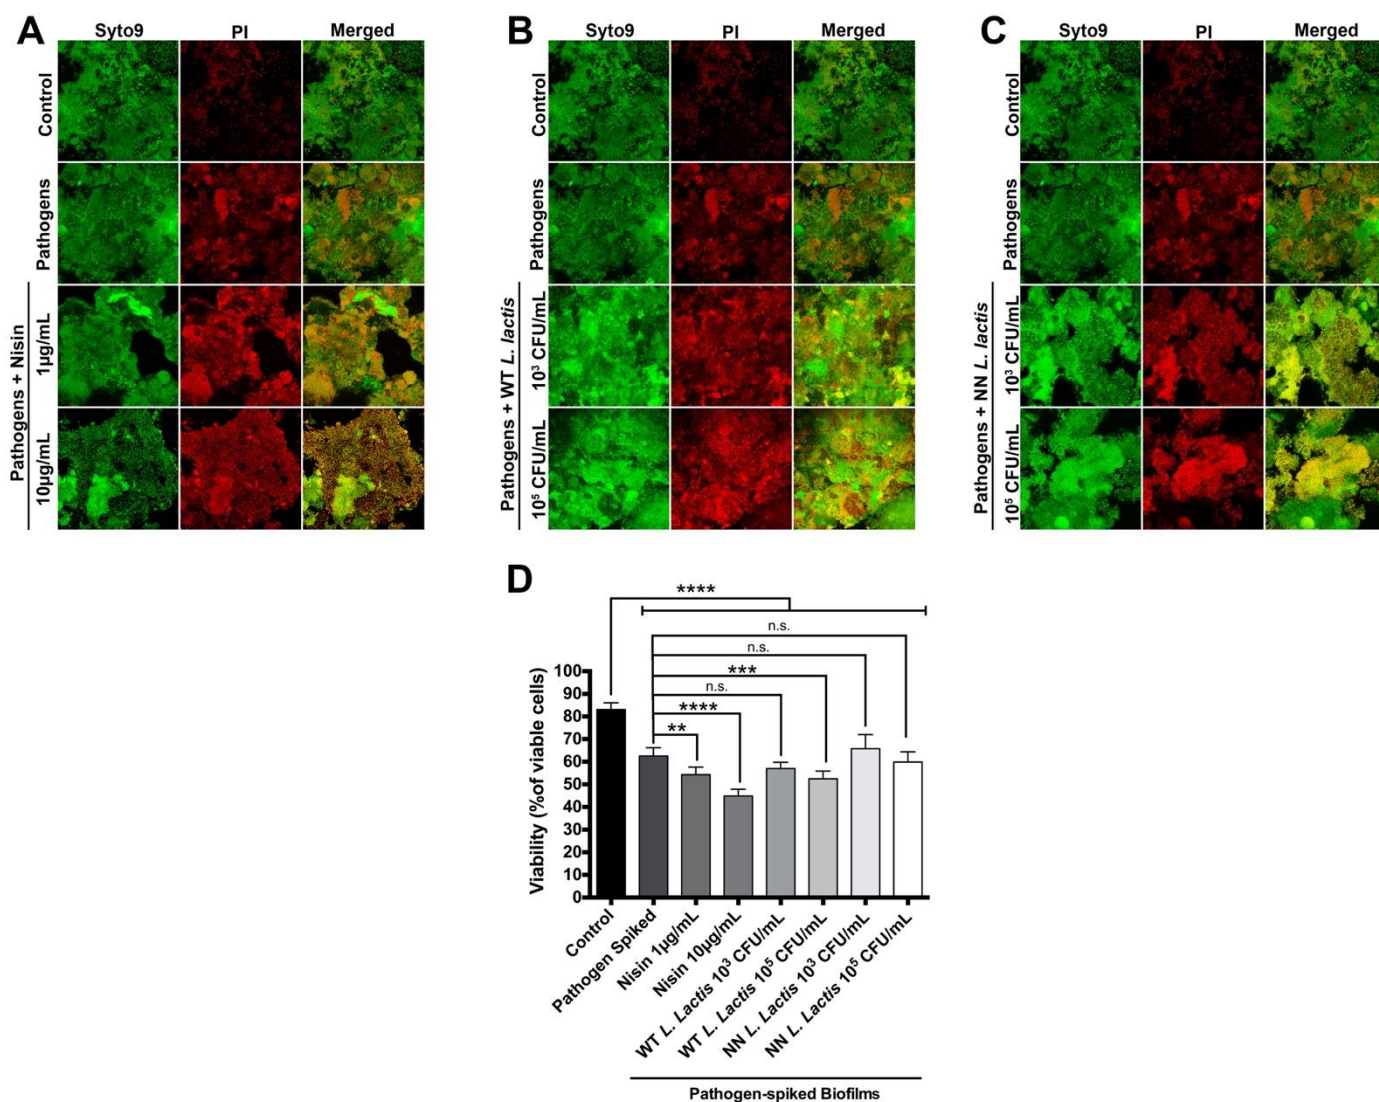 A
Syto9 PI Merged
Control
Pathogens
Pathogens + Nisin
1µg/mL
10µg/mL
B
Syto9 PI Merged
Control
Pathogens
Pathogens + WT L. lactis
10³ CFU/mL
10⁵ CFU/mL
C
Syto9 PI Merged
Control
Pathogens
Pathogens + NN L. lactis
10³ CFU/mL
10⁵ CFU/mL
D
****
n.s.
n.s.
***
n.s.
****
**
Viability (%of viable cells)
100
90
80
70
60
50
40
30
20
10
0
Control
Pathogen Spiked
Nisin 1µg/mL
Nisin 10µg/mL
WT L. Lactis 10³ CFU/mL
WT L. Lactis 10⁵ CFU/mL
NN L. Lactis 10³ CFU/mL
NN L. Lactis 10⁵ CFU/mL
Pathogen-spiked Biofilms